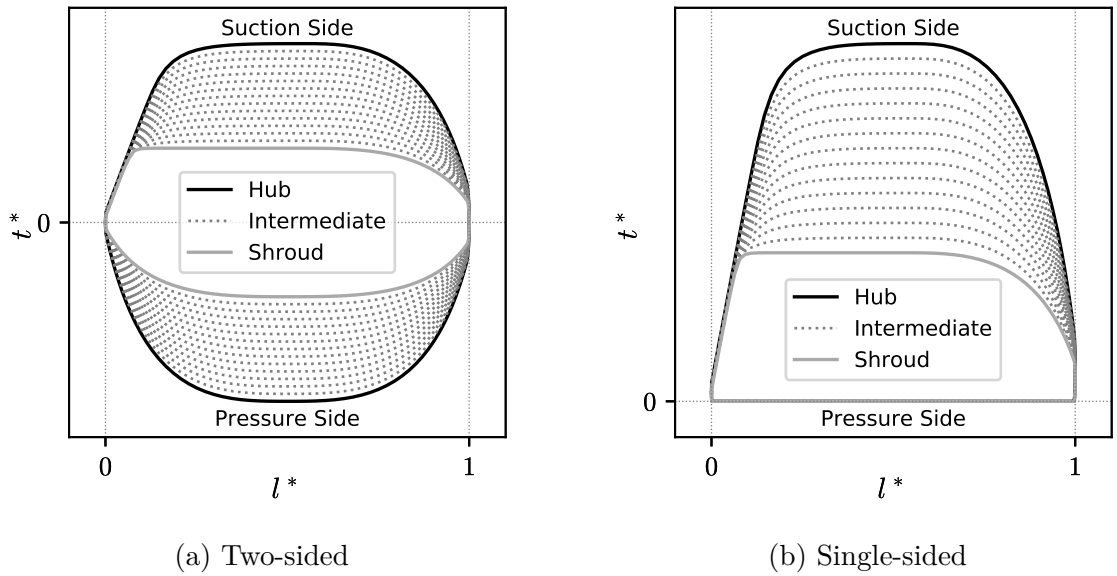 Suction Side
t*
0
Hub
Intermediate
Shroud
Pressure Side
0
1
l*
(a) Two-sided
Suction Side
t*
Hub
Intermediate
Shroud
0
Pressure Side
0
1
l*
(b) Single-sided